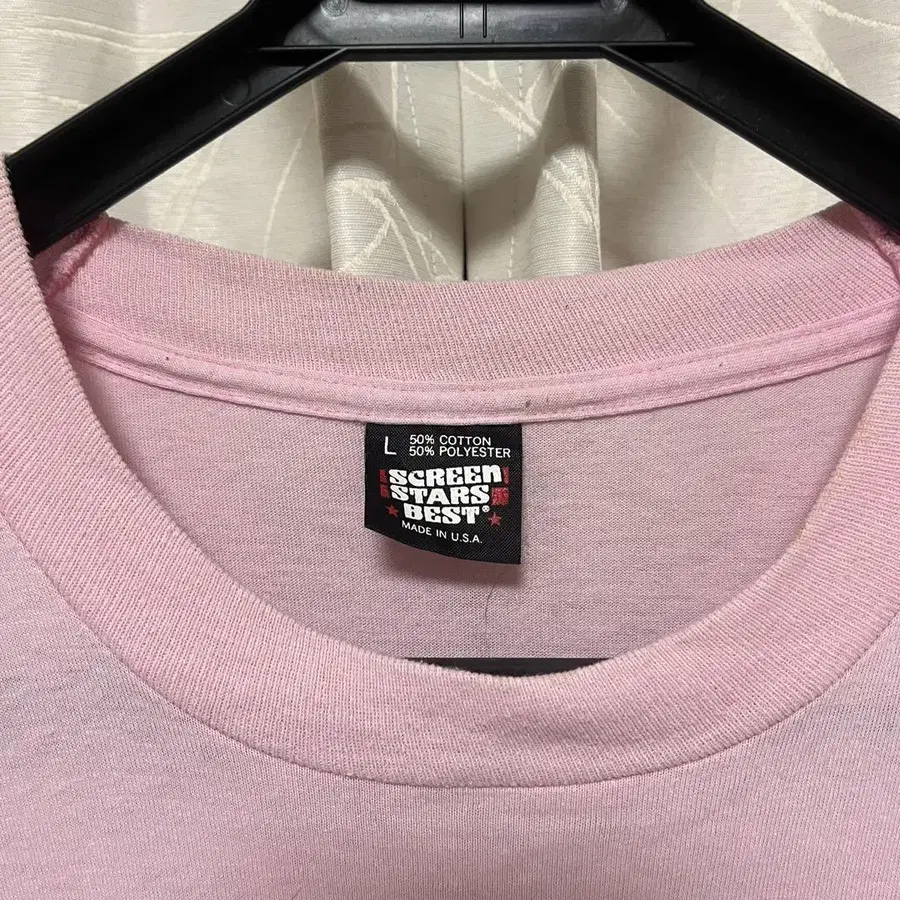 L 50% COTTON
50% POLYESTER
SCREEN
STARS
BEST®
MADE IN U.S.A.